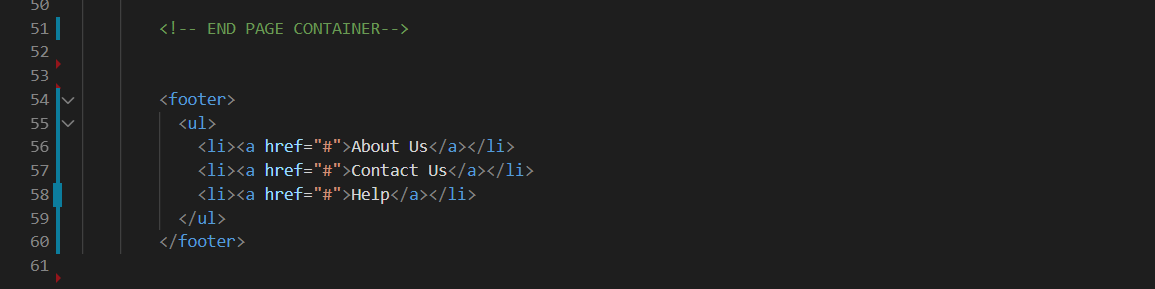 50
51 <!-- END PAGE CONTAINER-->
52
53
54 <footer>
55 <ul>
56 <li><a href="#">About Us</a></li>
57 <li><a href="#">Contact Us</a></li>
58 <li><a href="#">Help</a></li>
59 </ul>
60 </footer>
61